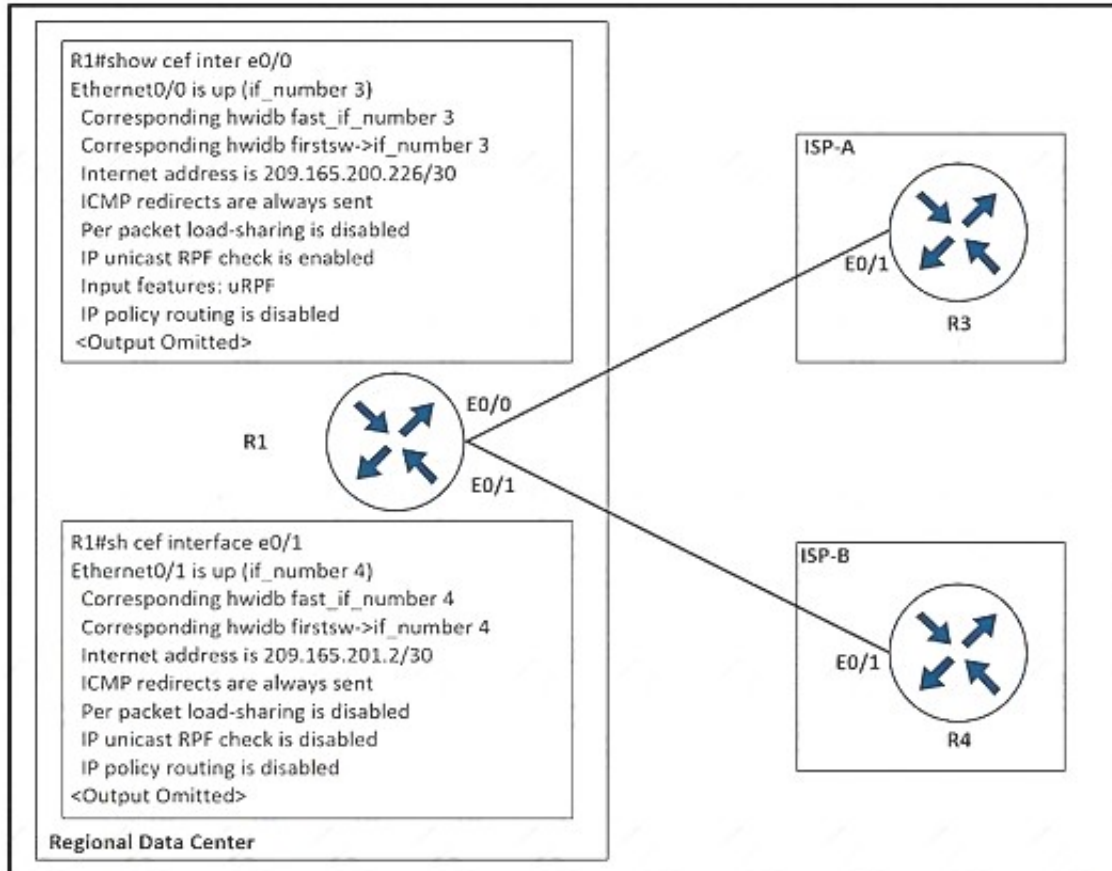 R1#show cef inter e0/0
Ethernet0/0 is up (if_number 3)
Corresponding hwidb fast_if_number 3
Corresponding hwidb firstsw->if_number 3
Internet address is 209.165.200.226/30
ICMP redirects are always sent
Per packet load-sharing is disabled
IP unicast RPF check is enabled
Input features: uRPF
IP policy routing is disabled
<Output Omitted>
ISP-A
E0/1
R3
E0/0
R1
E0/1
R1#sh cef interface e0/1
Ethernet0/1 is up (if_number 4)
Corresponding hwidb fast_if_number 4
Corresponding hwidb firstsw->if_number 4
Internet address is 209.165.201.2/30
ICMP redirects are always sent
Per packet load-sharing is disabled
IP unicast RPF check is disabled
IP policy routing is disabled
<Output Omitted>
ISP-B
E0/1
R4
Regional Data Center